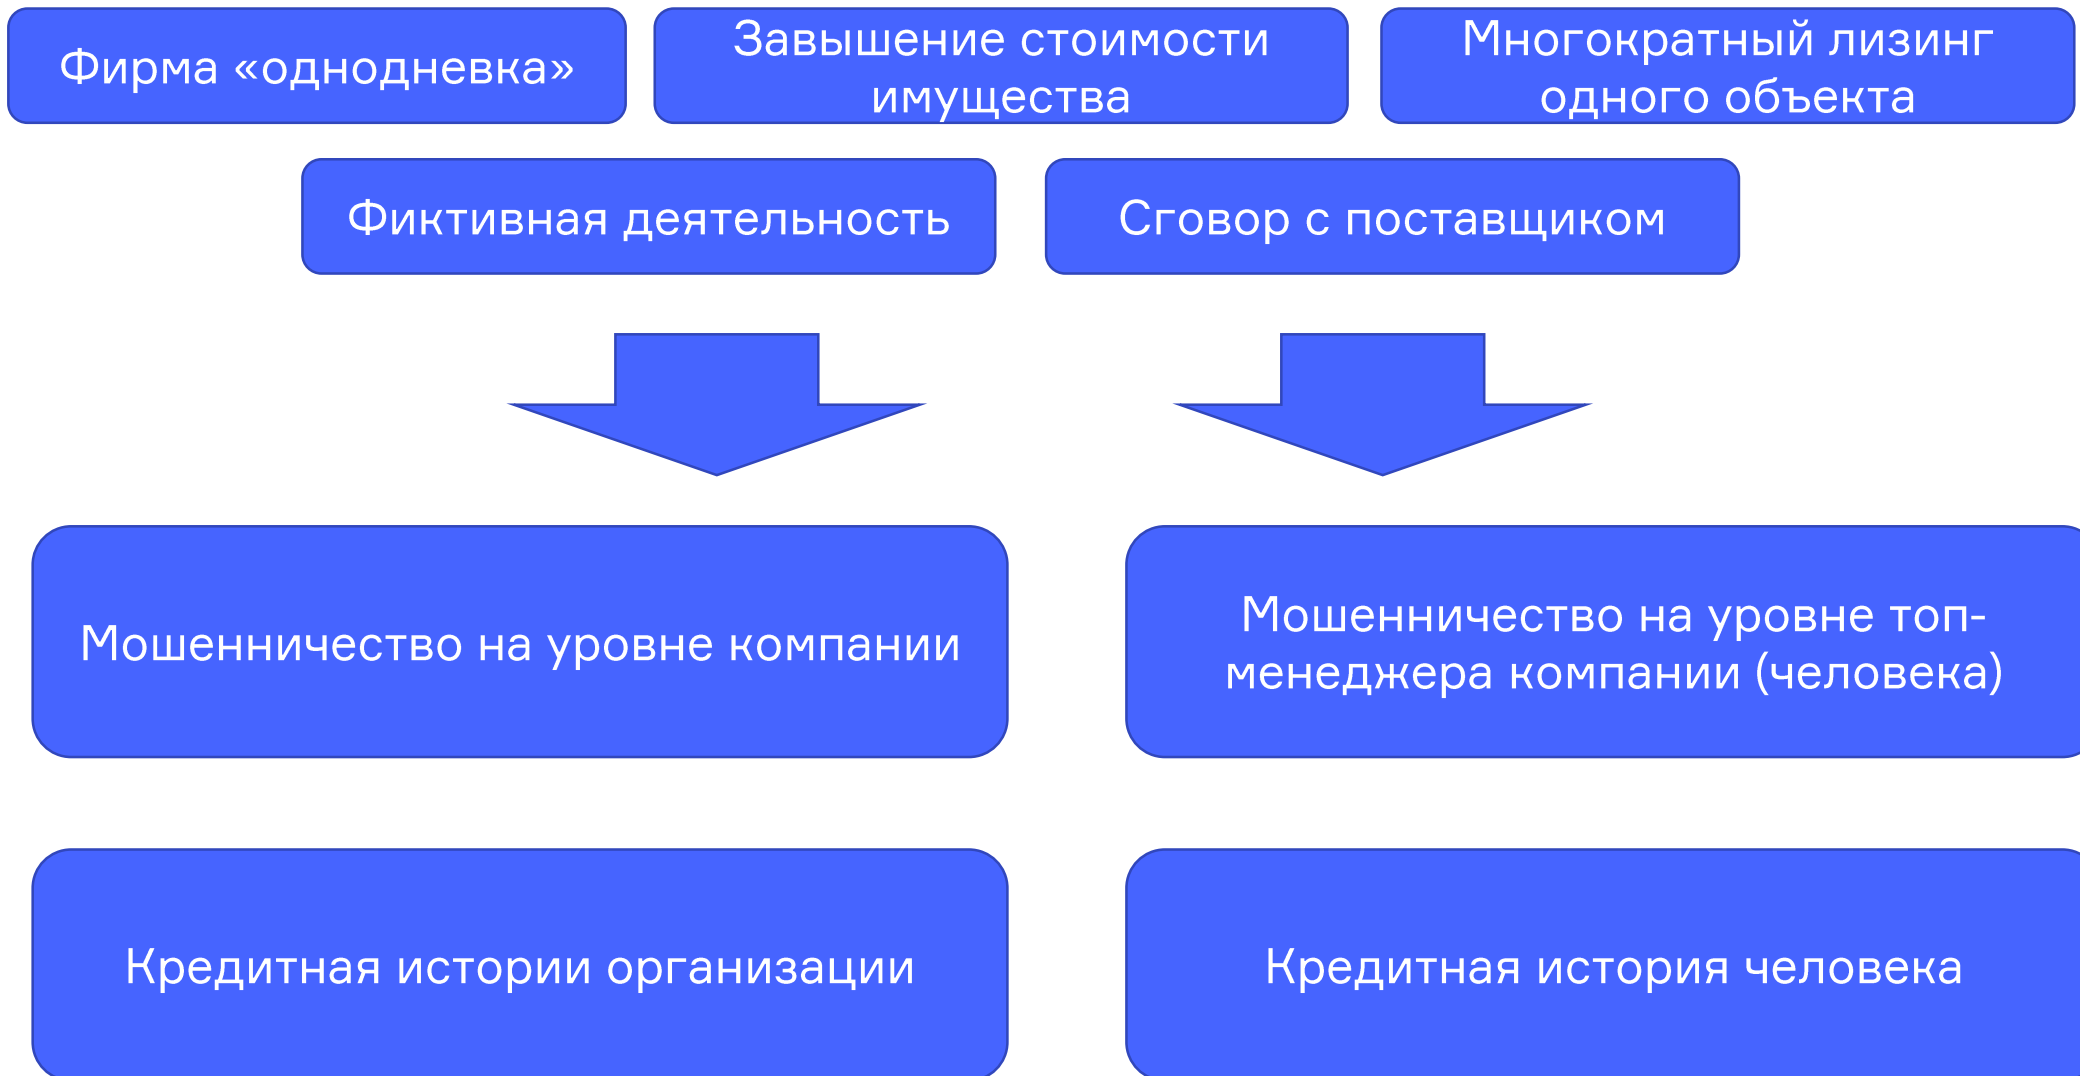 Фирма «однодневка»
Завышение стоимости
имущества
Многократный лизинг
одного объекта
Фиктивная деятельность
Сговор с поставщиком
Мошенничество на уровне компании
Мошенничество на уровне топ-
менеджера компании (человека)
Кредитная истории организации
Кредитная история человека